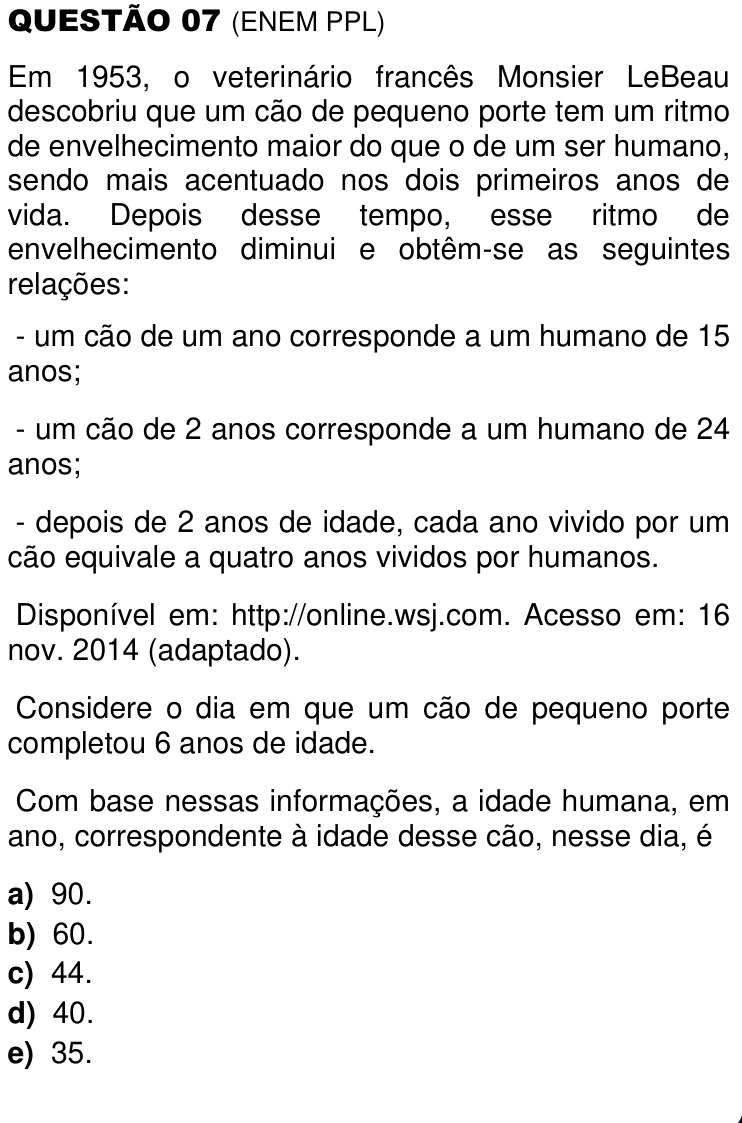 QUESTÃO 07 (ENEM PPL)
Em 1953, o veterinário francês Monsier LeBeau
descobriu que um cão de pequeno porte tem um ritmo
de envelhecimento maior do que o de um ser humano,
sendo mais acentuado nos dois primeiros anos de
vida. Depois desse tempo, esse ritmo de
envelhecimento diminui e obtêm-se as seguintes
relações:
- um cão de um ano corresponde a um humano de 15
anos;
- um cão de 2 anos corresponde a um humano de 24
anos;
- depois de 2 anos de idade, cada ano vivido por um
cão equivale a quatro anos vividos por humanos.
Disponível em: http://online.wsj.com. Acesso em: 16
nov. 2014 (adaptado).
Considere o dia em que um cão de pequeno porte
completou 6 anos de idade.
Com base nessas informações, a idade humana, em
ano, correspondente à idade desse cão, nesse dia, é
a) 90.
b) 60.
c) 44.
d) 40.
e) 35.